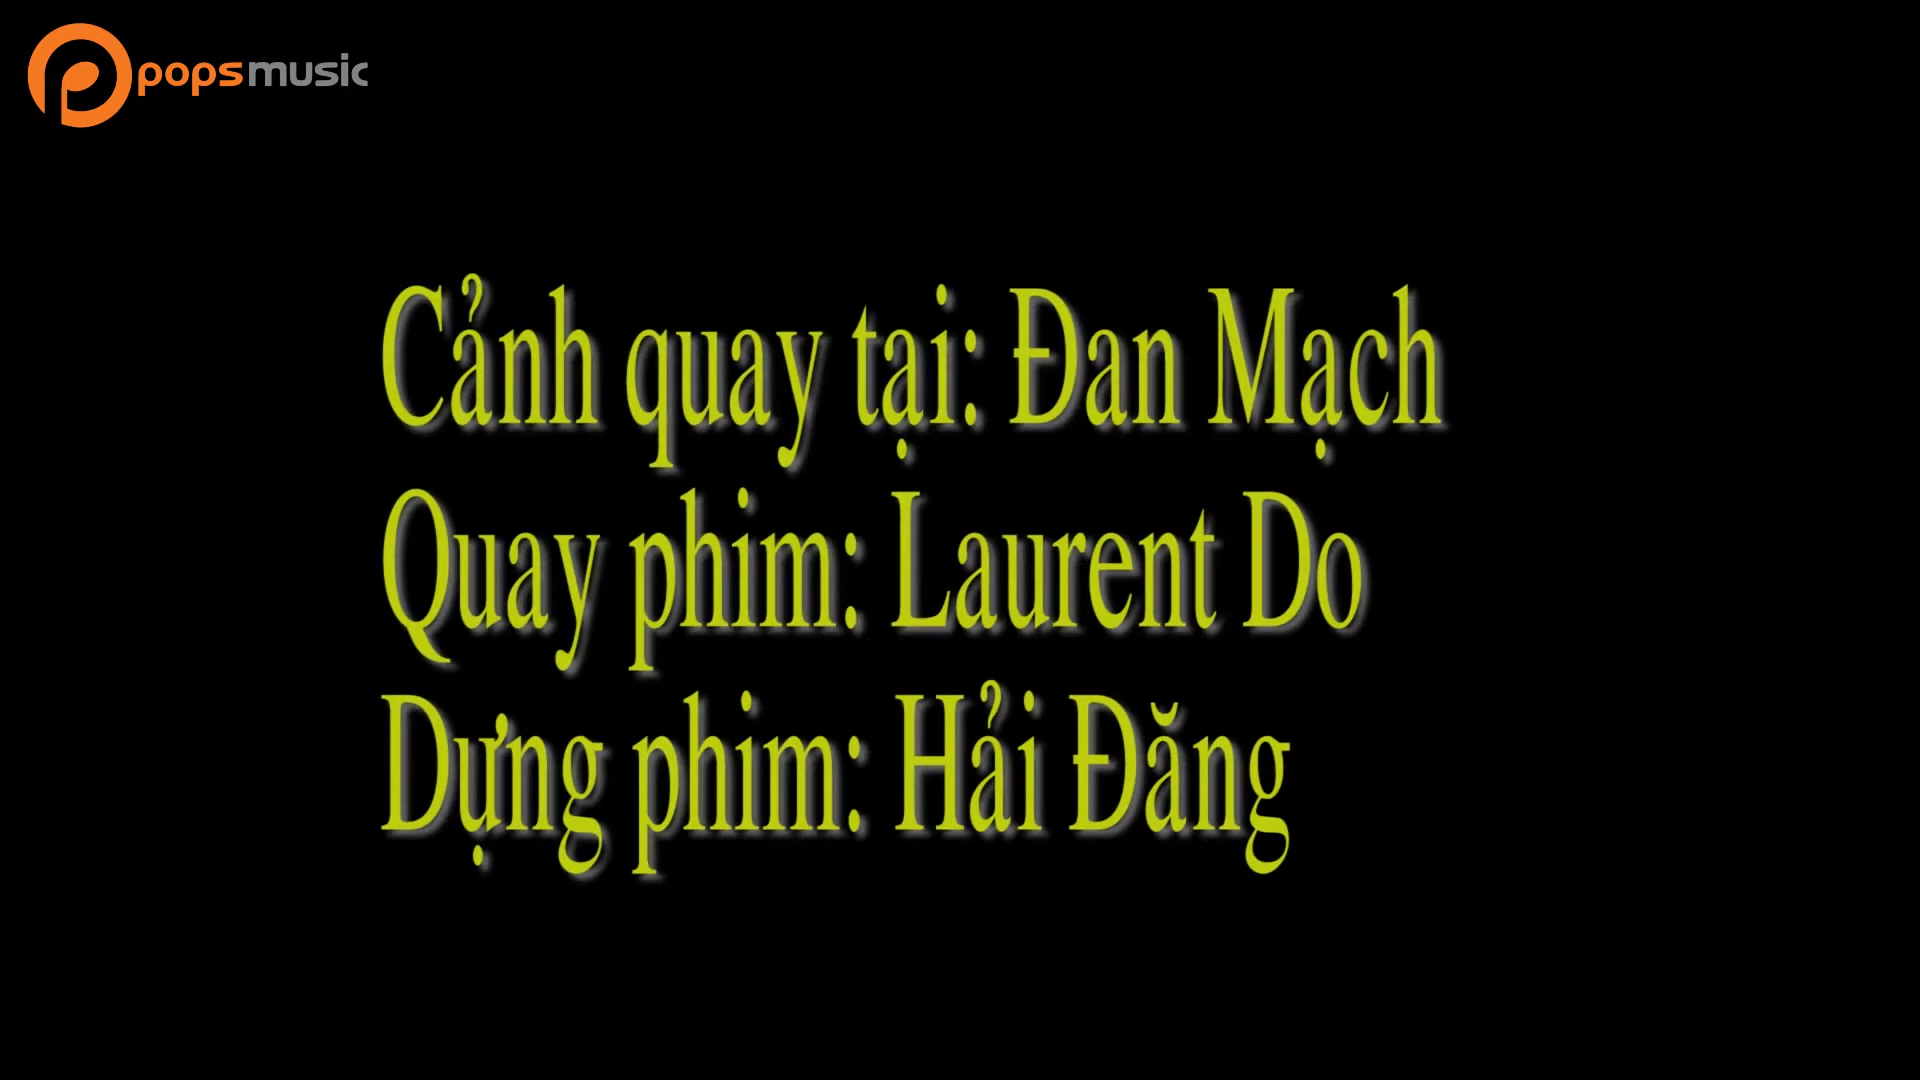 popsmusic
Cảnh quay tại: Đan Mạch
Quay phim: Laurent Do
Dựng phim: Hải Đăng